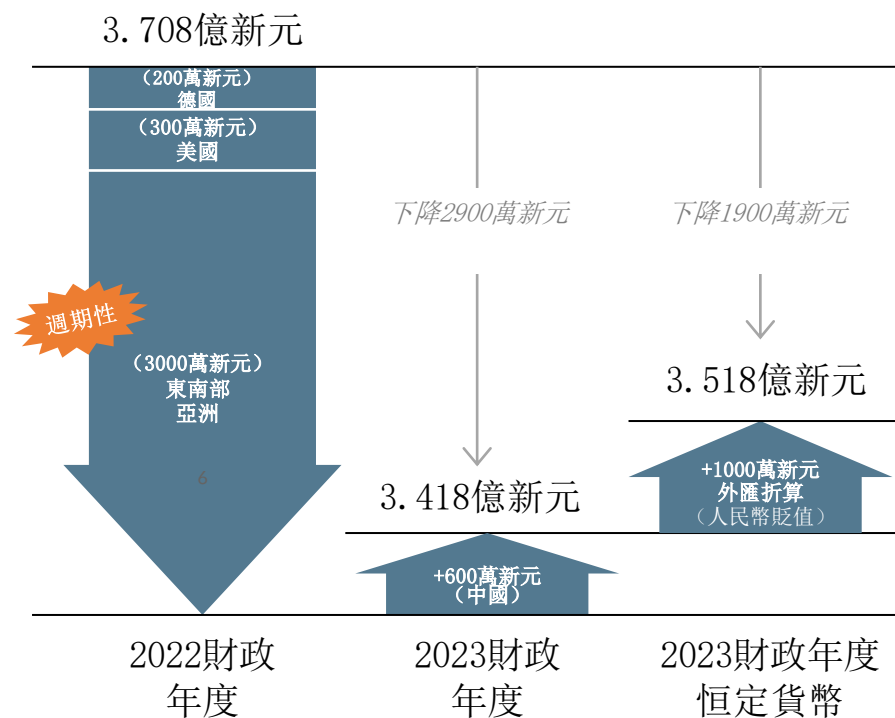 3.708億新元
（200萬新元）
德國
（300萬新元）
美國
下降2900萬新元
下降1900萬新元
週期性
（3000萬新元）
東南部
亞洲
3.518億新元
6
+1000萬新元
外匯折算
（人民幣貶值）
3.418億新元
+600萬新元
（中國）
2022財政
年度
2023財政
年度
2023財政年度
恒定貨幣